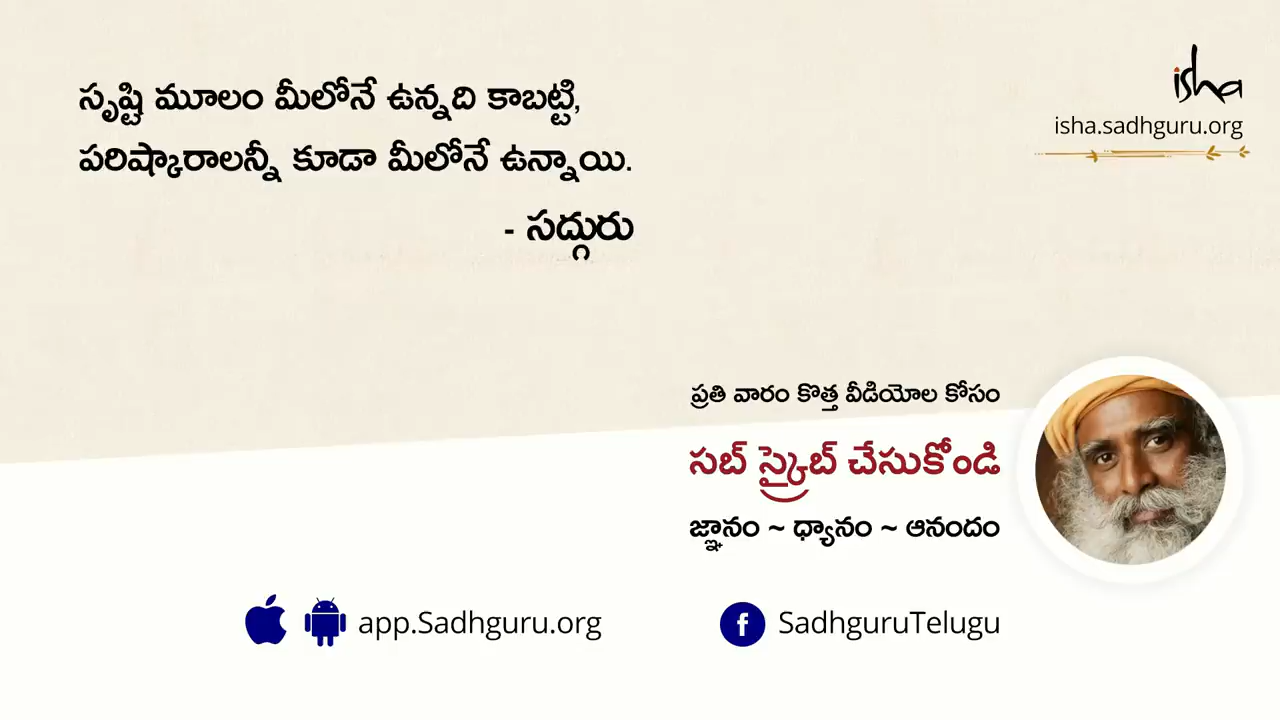 సృష్టి మూలం మీలోనే ఉన్నది కాబట్టి,
పరిష్కారాలన్నీ కూడా మీలోనే ఉన్నాయి.
- సద్గురు
isha
isha.sadhguru.org
ప్రతి వారం కొత్త వీడియోల కోసం
సబ్ స్క్రైబ్ చేసుకోండి
జ్ఞానం ~ ధ్యానం ~ ఆనందం
app.Sadhguru.org
SadhguruTelugu